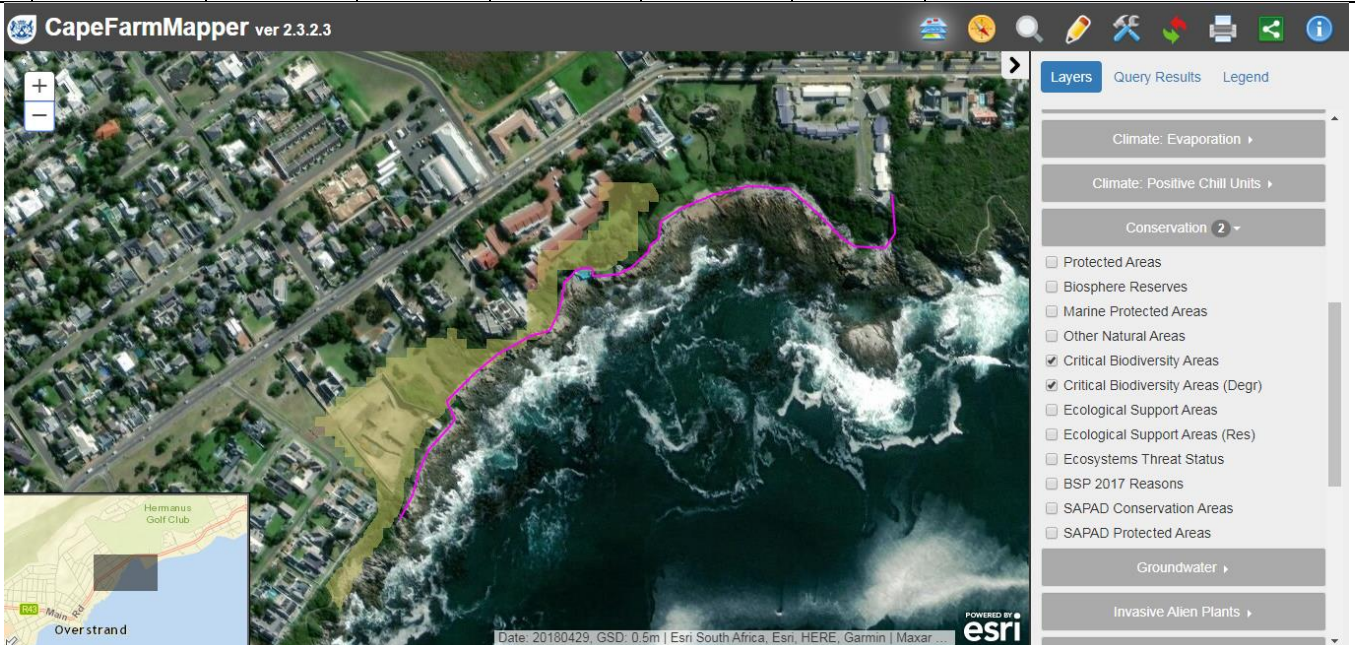 CapeFarmMapper ver 2.3.2.3
+
−
Layers Query Results Legend
Climate: Evaporation
Climate: Positive Chill Units
Conservation 2
Protected Areas
Biosphere Reserves
Marine Protected Areas
Other Natural Areas
Critical Biodiversity Areas
Critical Biodiversity Areas (Degr)
Ecological Support Areas
Ecological Support Areas (Res)
Ecosystems Threat Status
BSP 2017 Reasons
SAPAD Conservation Areas
SAPAD Protected Areas
Groundwater
Invasive Alien Plants
Hermanus
Golf Club
R43
Main Rd
Overstrand
POWERED BY
esri
Date: 20180429, GSD: 0.5m | Esri South Africa, Esri, HERE, Garmin | Maxar ...